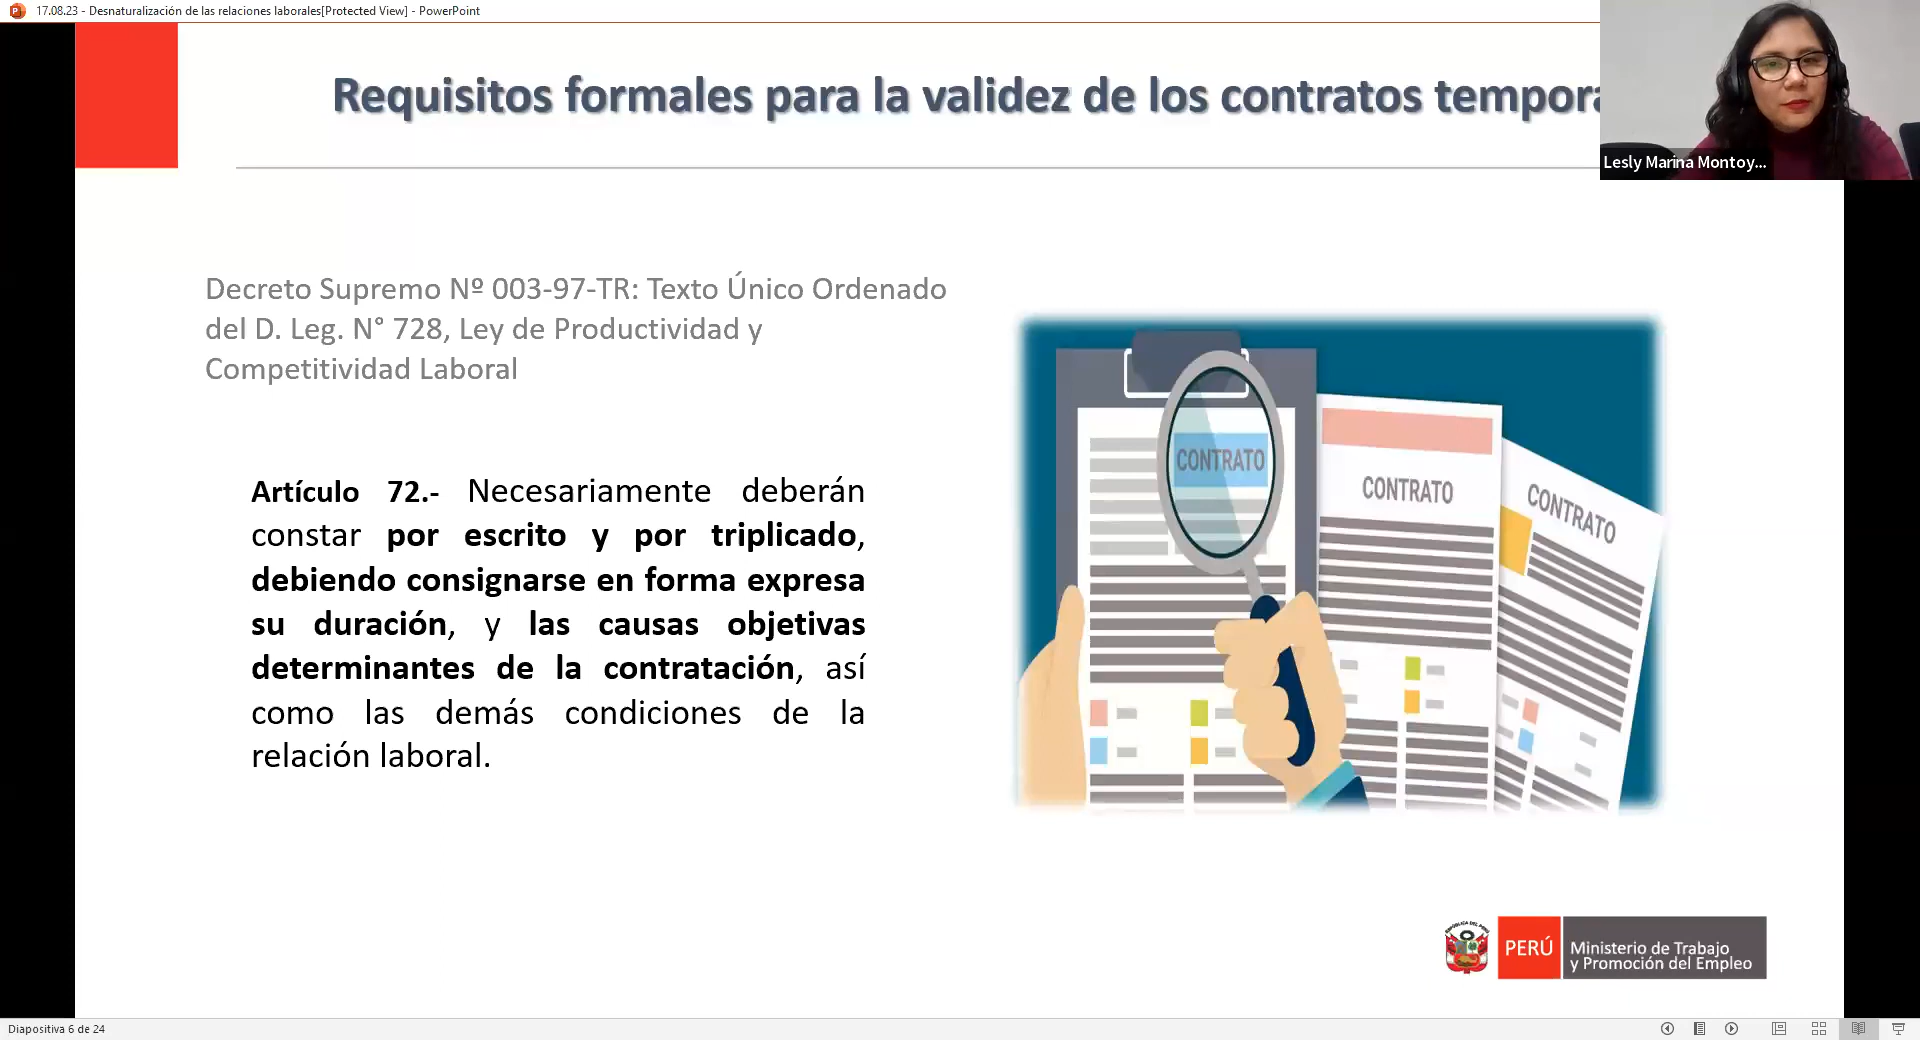 17.08.23 - Desnaturalización de las relaciones laborales[Protected View] - PowerPoint
Requisitos formales para la validez de los contratos tempora
Lesly Marina Montoy...
Decreto Supremo Nº 003-97-TR: Texto Único Ordenado
del D. Leg. N° 728, Ley de Productividad y
Competitividad Laboral
Artículo 72.- Necesariamente deberán
constar por escrito y por triplicado,
debiendo consignarse en forma expresa
su duración, y las causas objetivas
determinantes de la contratación, así
como las demás condiciones de la
relación laboral.
CONTRATO
CONTRATO
CONTRATO
REPÚBLICA DEL PERÚ
PERÚ
Ministerio de Trabajo
y Promoción del Empleo
Diapositiva 6 de 24